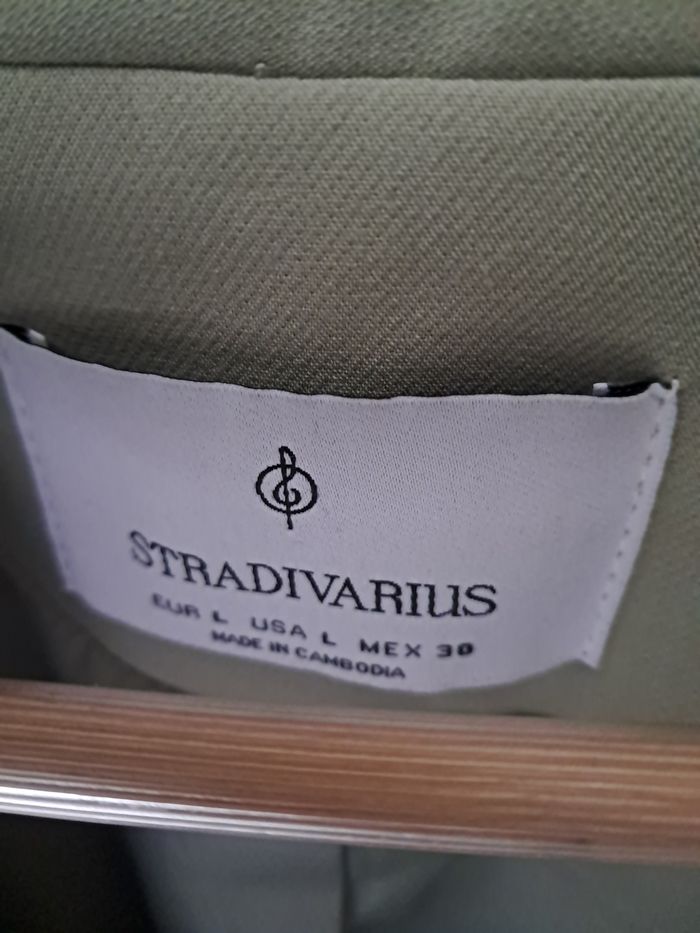 STRADIVARIUS
EUR L USA L MEX 30
MADE IN CAMBODIA